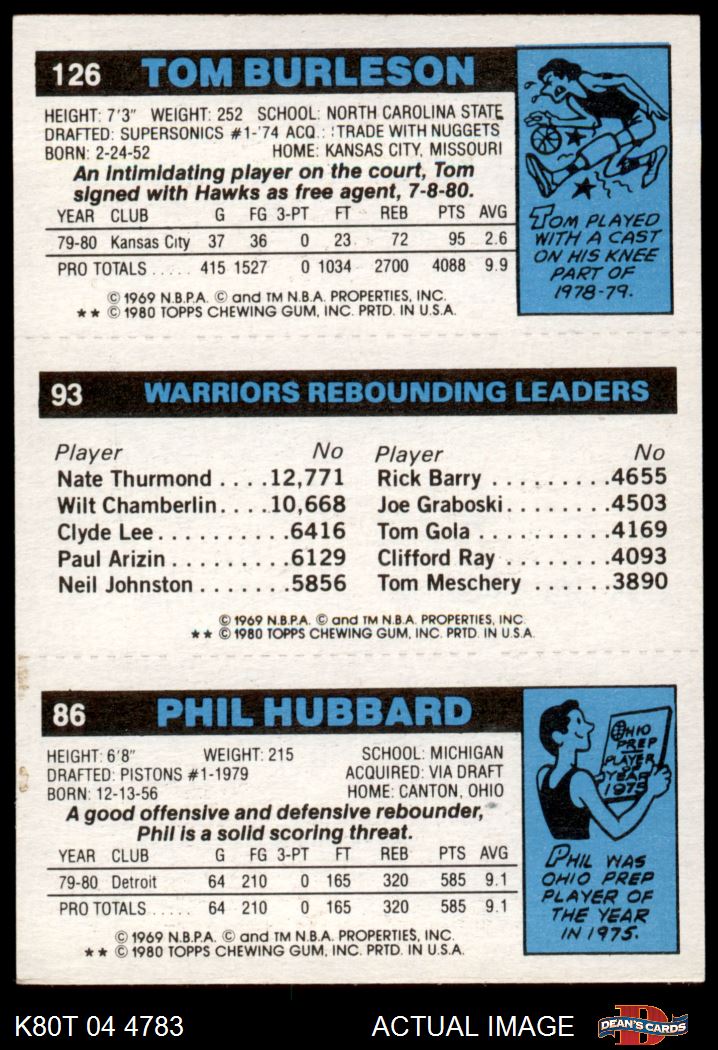 126 TOM BURLESON
HEIGHT: 7'3" WEIGHT: 252 SCHOOL: NORTH CAROLINA STATE
DRAFTED: SUPERSONICS #1-'74 ACQ.: TRADE WITH NUGGETS
BORN: 2-24-52 HOME: KANSAS CITY, MISSOURI
An intimidating player on the court, Tom
signed with Hawks as free agent, 7-8-80.
YEAR CLUB G FG 3-PT FT REB PTS AVG
79-80 Kansas City 37 36 0 23 72 95 2.6
PRO TOTALS ..... 415 1527 0 1034 2700 4088 9.9
© 1969 N.B.P.A. © and TM N.B.A. PROPERTIES, INC.
** © 1980 TOPPS CHEWING GUM, INC. PRTD. IN U.S.A.
TOM PLAYED
WITH A CAST
ON HIS KNEE
PART OF
1978-79.
93 WARRIORS REBOUNDING LEADERS
Player No Player No
Nate Thurmond ....12,771 Rick Barry .........4655
Wilt Chamberlin....10,668 Joe Graboski........4503
Clyde Lee..........6416 Tom Gola ..........4169
Paul Arizin .........6129 Clifford Ray ........4093
Neil Johnston .......5856 Tom Meschery ......3890
© 1969 N.B.P.A. © and TM N.B.A. PROPERTIES, INC.
** © 1980 TOPPS CHEWING GUM, INC. PRTD. IN U.S.A.
86 PHIL HUBBARD
HEIGHT: 6'8" WEIGHT: 215 SCHOOL: MICHIGAN
DRAFTED: PISTONS #1-1979 ACQUIRED: VIA DRAFT
BORN: 12-13-56 HOME: CANTON, OHIO
A good offensive and defensive rebounder,
Phil is a solid scoring threat.
YEAR CLUB G FG 3-PT FT REB PTS AVG
79-80 Detroit 64 210 0 165 320 585 9.1
PRO TOTALS ..... 64 210 0 165 320 585 9.1
© 1969 N.B.P.A. © and TM N.B.A. PROPERTIES, INC.
** © 1980 TOPPS CHEWING GUM, INC. PRTD. IN U.S.A.
OHIO
PREP
PLAYER
OF
YEAR
1975
PHIL WAS
OHIO PREP
PLAYER OF
THE YEAR
IN 1975.
K80T 04 4783 ACTUAL IMAGE DEAN'S CARDS